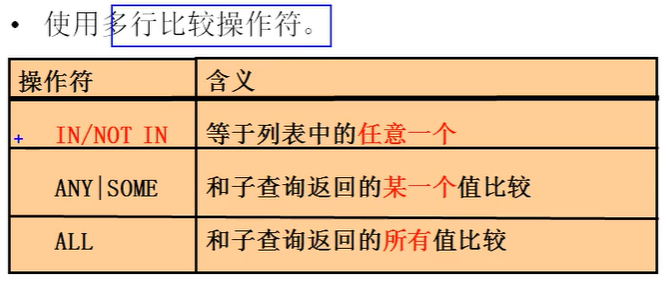 • 使用多行比较操作符。
操作符 含义
IN/NOT IN 等于列表中的任意一个
ANY|SOME 和子查询返回的某一个值比较
ALL 和子查询返回的所有值比较